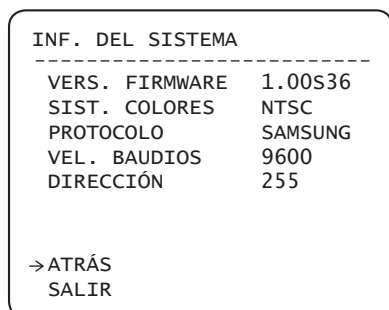 INF. DEL SISTEMA
---------------------------
VERS. FIRMWARE 1.00S36
SIST. COLORES NTSC
PROTOCOLO SAMSUNG
VEL. BAUDIOS 9600
DIRECCIÓN 255
→ATRÁS
SALIR